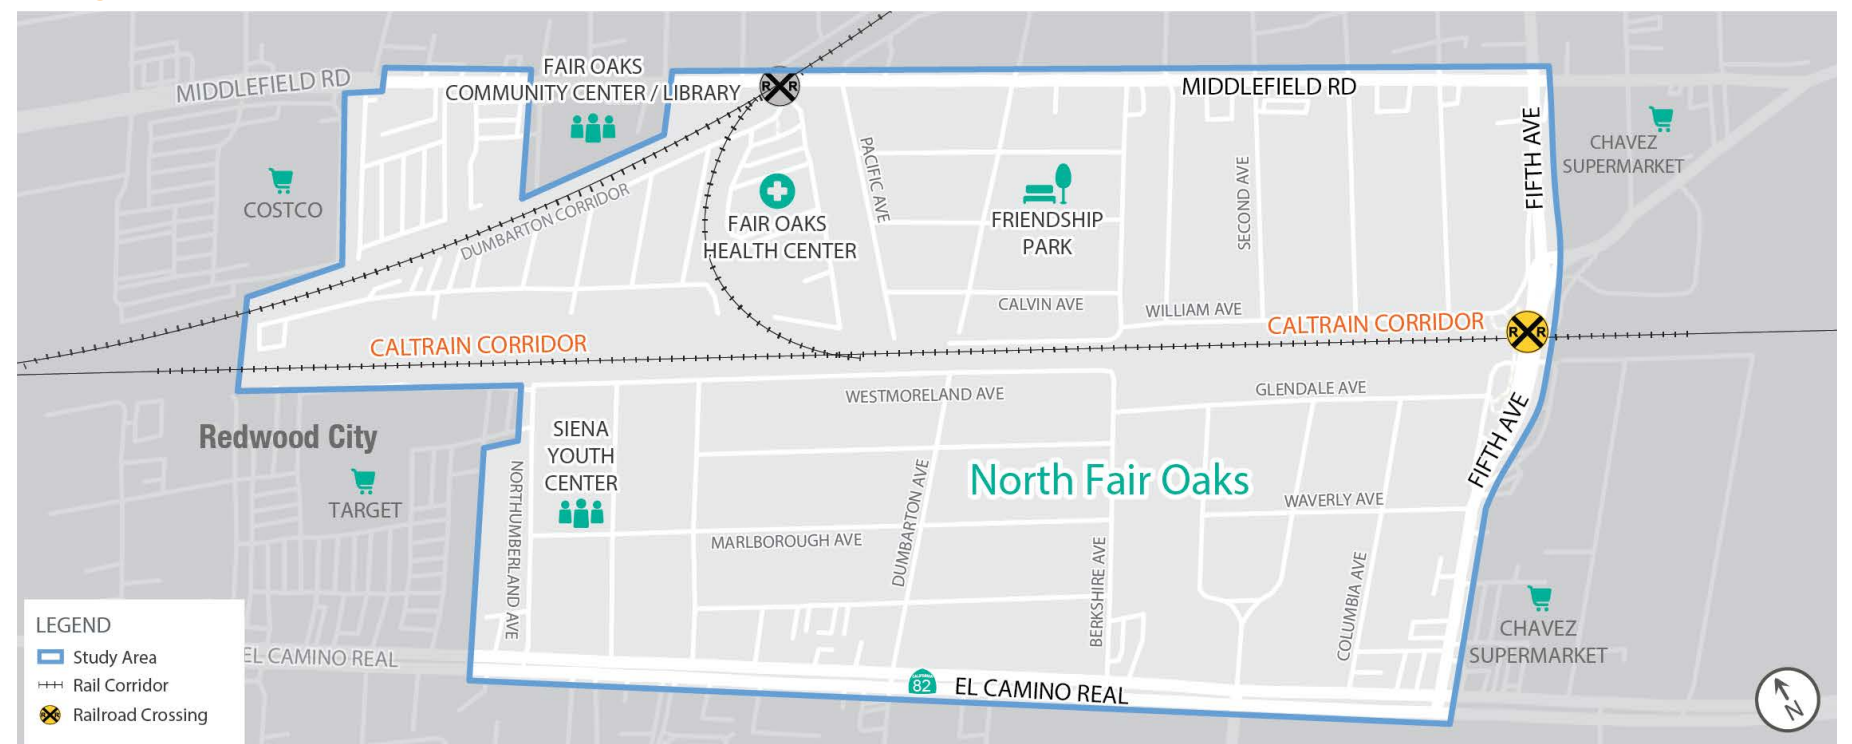 MIDDLEFIELD RD
FAIR OAKS
COMMUNITY CENTER / LIBRARY
R R
MIDDLEFIELD RD
FIFTH AVE
CHAVEZ
SUPERMARKET
COSTCO
DUMBARTON CORRIDOR
FAIR OAKS
HEALTH CENTER
PACIFIC AVE
FRIENDSHIP
PARK
SECOND AVE
CALVIN AVE
WILLIAM AVE
CALTRAIN CORRIDOR
CALTRAIN CORRIDOR
R R
WESTMORELAND AVE
GLENDALE AVE
FIFTH AVE
Redwood City
TARGET
SIENA
YOUTH
CENTER
NORTHUMBERLAND AVE
North Fair Oaks
DUMBARTON AVE
WAVERLY AVE
MARLBOROUGH AVE
BERKSHIRE AVE
COLUMBIA AVE
CHAVEZ
SUPERMARKET
EL CAMINO REAL
CALIFORNIA
82
EL CAMINO REAL
LEGEND
Study Area
Rail Corridor
Railroad Crossing
N